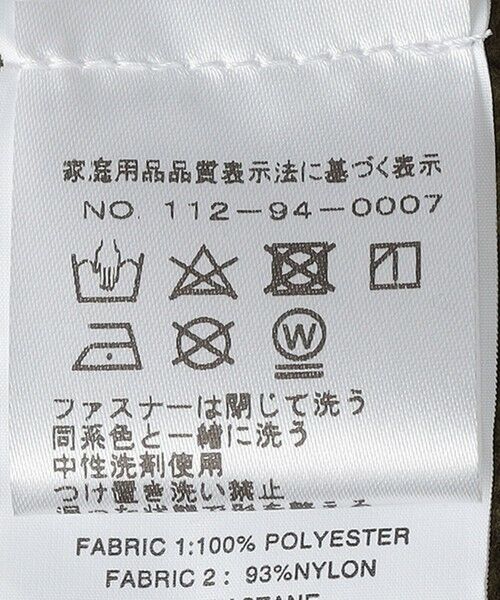 家庭用品品質表示法に基づく表示
NO. 112-94-0007
W
ファスナーは閉じて洗う
同系色と一緒に洗う
中性洗剤使用
つけ置き洗い禁止
FABRIC 1:100% POLYESTER
FABRIC 2: 93%NYLON